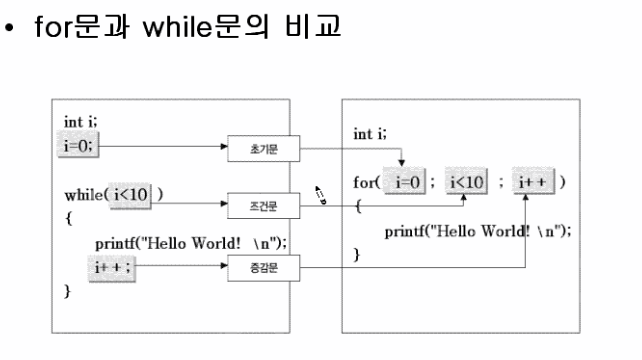 • for문과 while문의 비교
int i;
i=0;
while( i<10 )
{
printf("Hello World! \n");
i++;
}
초기문
조건문
증감문
int i;
for( i=0 ; i<10 ; i++ )
{
printf("Hello World! \n");
}